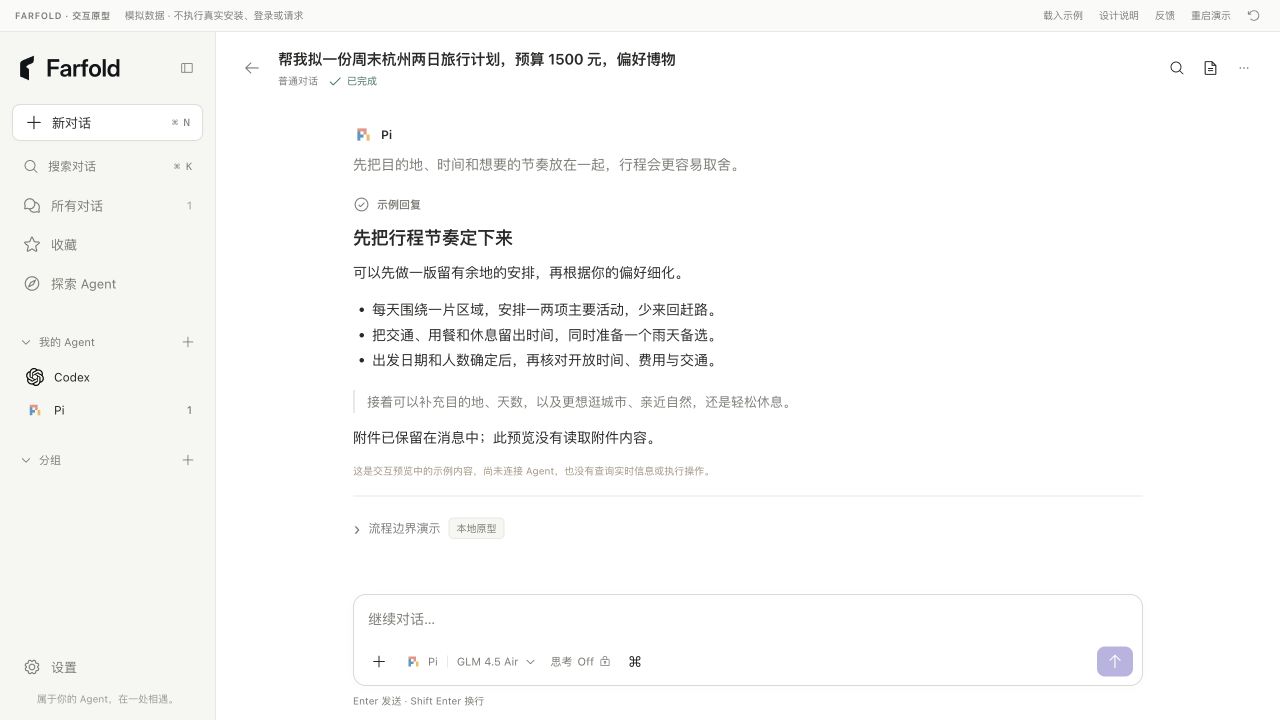 FARFOLD · 交互原型 模拟数据 · 不执行真实安装、登录或请求 载入示例 设计说明 反馈 重启演示
Farfold
新对话 ⌘ N
搜索对话 ⌘ K
所有对话 1
收藏
探索 Agent
我的 Agent
Codex
Pi 1
分组
设置
属于你的 Agent，在一处相遇。
帮我拟一份周末杭州两日旅行计划，预算 1500 元，偏好博物
普通对话 已完成
Pi
先把目的地、时间和想要的节奏放在一起，行程会更容易取舍。
示例回复
先把行程节奏定下来
可以先做一版留有余地的安排，再根据你的偏好细化。
• 每天围绕一片区域，安排一两项主要活动，少来回赶路。
• 把交通、用餐和休息留出时间，同时准备一个雨天备选。
• 出发日期和人数确定后，再核对开放时间、费用与交通。
接着可以补充目的地、天数，以及更想逛城市、亲近自然，还是轻松休息。
附件已保留在消息中；此预览没有读取附件内容。
这是交互预览中的示例内容，尚未连接 Agent，也没有查询实时信息或执行操作。
流程边界演示 本地原型
继续对话…
Pi GLM 4.5 Air 思考 Off ⌘
Enter 发送 · Shift Enter 换行